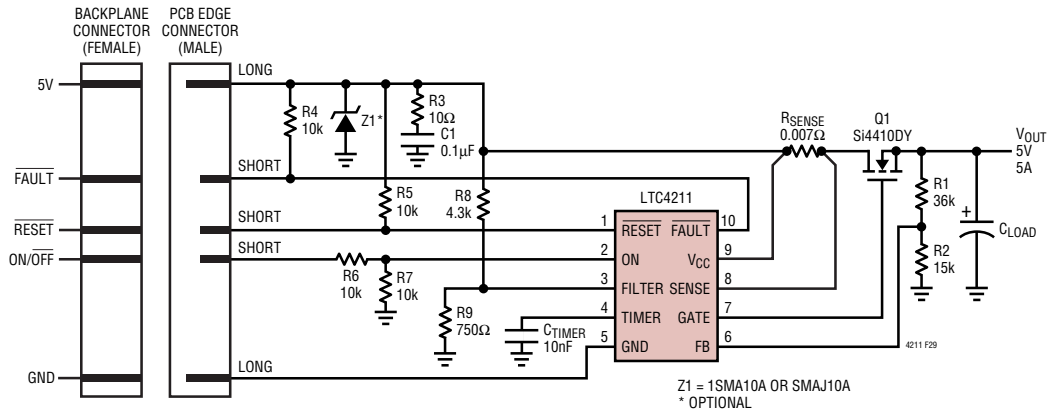 BACKPLANE
CONNECTOR
(FEMALE)
PCB EDGE
CONNECTOR
(MALE)
LONG
5V
R4
10k
Z1*
R3
10Ω
C1
0.1µF
RSENSE
0.007Ω
Q1
Si4410DY
VOUT
5V
5A
SHORT
FAULT
R5
10k
R8
4.3k
LTC4211
R1
36k
CLOAD
+
SHORT
RESET
1
RESET
FAULT
10
SHORT
ON/OFF
R6
10k
R7
10k
2
ON
VCC
9
R2
15k
3
FILTER
SENSE
8
R9
750Ω
CTIMER
10nF
4
TIMER
GATE
7
5
GND
FB
6
4211 F29
LONG
GND
Z1 = 1SMA10A OR SMAJ10A
* OPTIONAL